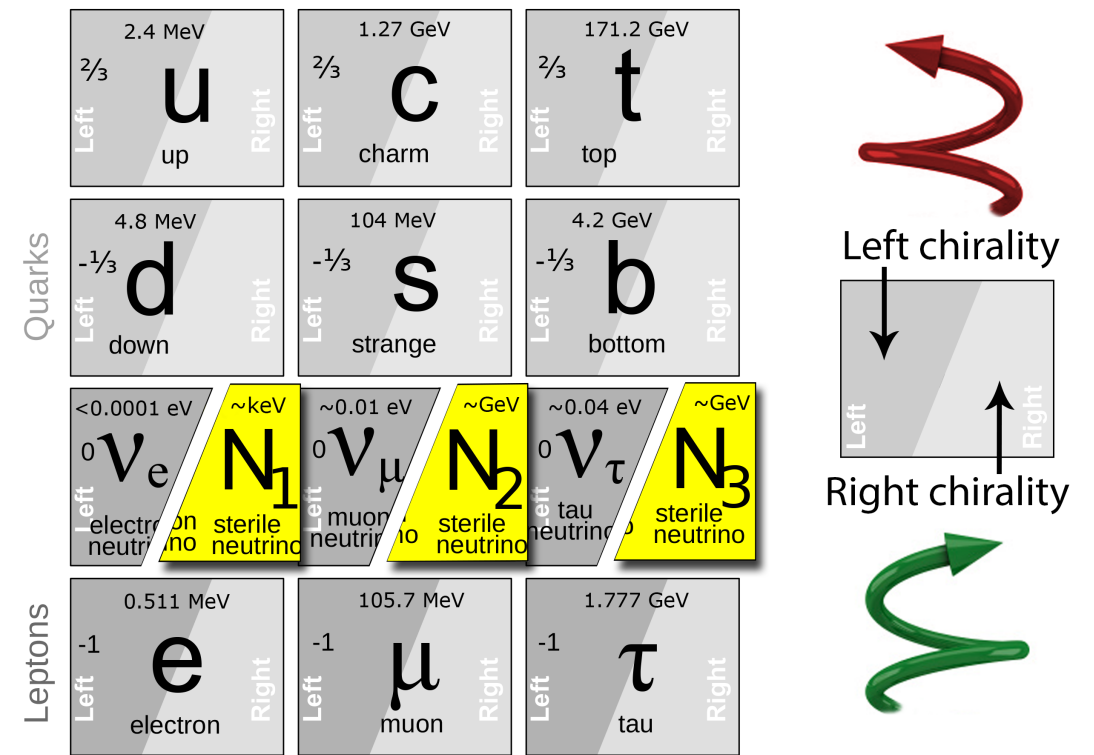 2.4 MeV
⅔
u
Left
Right
up
1.27 GeV
⅔
c
Left
Right
charm
171.2 GeV
⅔
t
Left
Right
top
Quarks
4.8 MeV
-⅓
d
Left
Right
down
104 MeV
-⅓
s
Left
Right
strange
4.2 GeV
-⅓
b
Left
Right
bottom
<0.0001 eV
0
νe
Left
electron
neutrino
~keV
N1
sterile
neutrino
~0.01 eV
0
νμ
Left
muon
neutrino
~GeV
N2
sterile
neutrino
~0.04 eV
0
ντ
Left
tau
neutrino
~GeV
N3
sterile
neutrino
Leptons
0.511 MeV
-1
e
Left
Right
electron
105.7 MeV
-1
μ
Left
Right
muon
1.777 GeV
-1
τ
Left
Right
tau
Left chirality
Left
Right
Right chirality